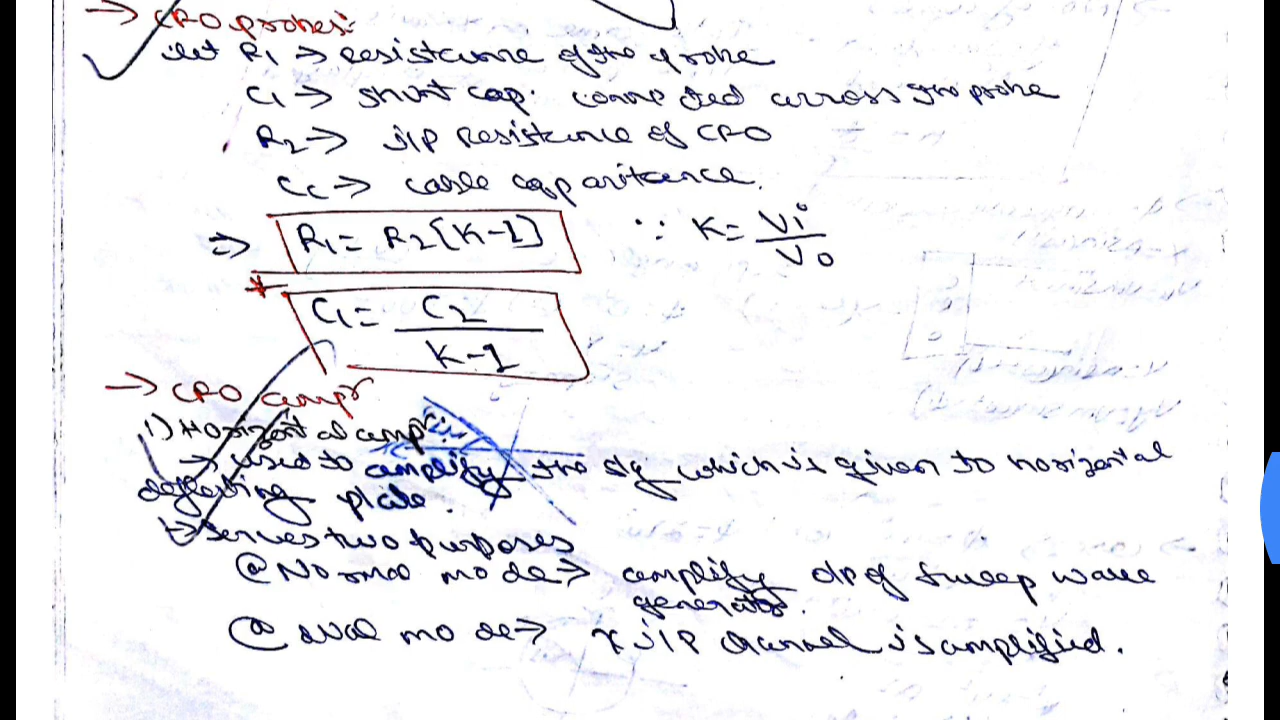 → CRO probes:
Let R1 → Resistance of the probe
C1 → shunt cap. connected across the probe
R2 → i/p resistance of CRO
CC → cable capacitance.
⇒ R1 = R2[K-1] ∵ K = Vi/Vo
* C1 = C2/K-1
→ CRO ampr
1) Horizontal ampr:
→ used to amplify the sig which is given to horizontal
deflecting plate.
→ serves two purposes
@ Normal mode → amplify o/p of sweep wave
generator.
@ dual mode → x i/p channel is amplified.